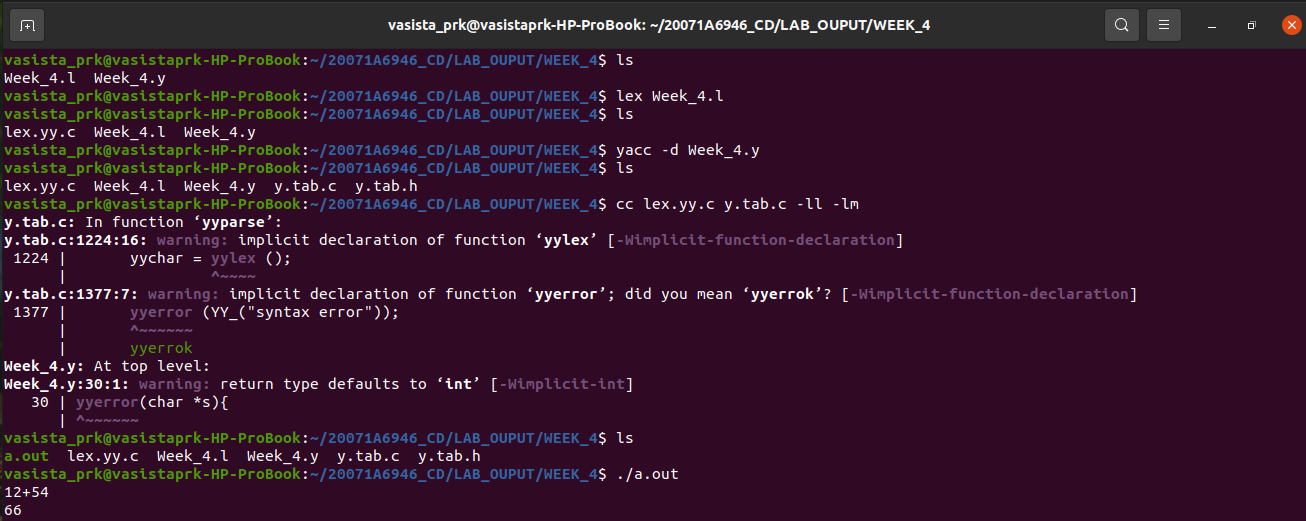 vasista_prk@vasistaprk-HP-ProBook: ~/20071A6946_CD/LAB_OUPUT/WEEK_4
vasista_prk@vasistaprk-HP-ProBook:~/20071A6946_CD/LAB_OUPUT/WEEK_4$ ls
Week_4.l  Week_4.y
vasista_prk@vasistaprk-HP-ProBook:~/20071A6946_CD/LAB_OUPUT/WEEK_4$ lex Week_4.l
vasista_prk@vasistaprk-HP-ProBook:~/20071A6946_CD/LAB_OUPUT/WEEK_4$ ls
lex.yy.c  Week_4.l  Week_4.y
vasista_prk@vasistaprk-HP-ProBook:~/20071A6946_CD/LAB_OUPUT/WEEK_4$ yacc -d Week_4.y
vasista_prk@vasistaprk-HP-ProBook:~/20071A6946_CD/LAB_OUPUT/WEEK_4$ ls
lex.yy.c  Week_4.l  Week_4.y  y.tab.c  y.tab.h
vasista_prk@vasistaprk-HP-ProBook:~/20071A6946_CD/LAB_OUPUT/WEEK_4$ cc lex.yy.c y.tab.c -ll -lm
y.tab.c: In function ‘yyparse’:
y.tab.c:1224:16: warning: implicit declaration of function ‘yylex’ [-Wimplicit-function-declaration]
 1224 |       yychar = yylex ();
      |                ^~~~~
y.tab.c:1377:7: warning: implicit declaration of function ‘yyerror’; did you mean ‘yyerrok’? [-Wimplicit-function-declaration]
 1377 |       yyerror (YY_("syntax error"));
      |       ^~~~~~~
      |       yyerrok
Week_4.y: At top level:
Week_4.y:30:1: warning: return type defaults to ‘int’ [-Wimplicit-int]
   30 | yyerror(char *s){
      | ^~~~~~~
vasista_prk@vasistaprk-HP-ProBook:~/20071A6946_CD/LAB_OUPUT/WEEK_4$ ls
a.out  lex.yy.c  Week_4.l  Week_4.y  y.tab.c  y.tab.h
vasista_prk@vasistaprk-HP-ProBook:~/20071A6946_CD/LAB_OUPUT/WEEK_4$ ./a.out
12+54
66